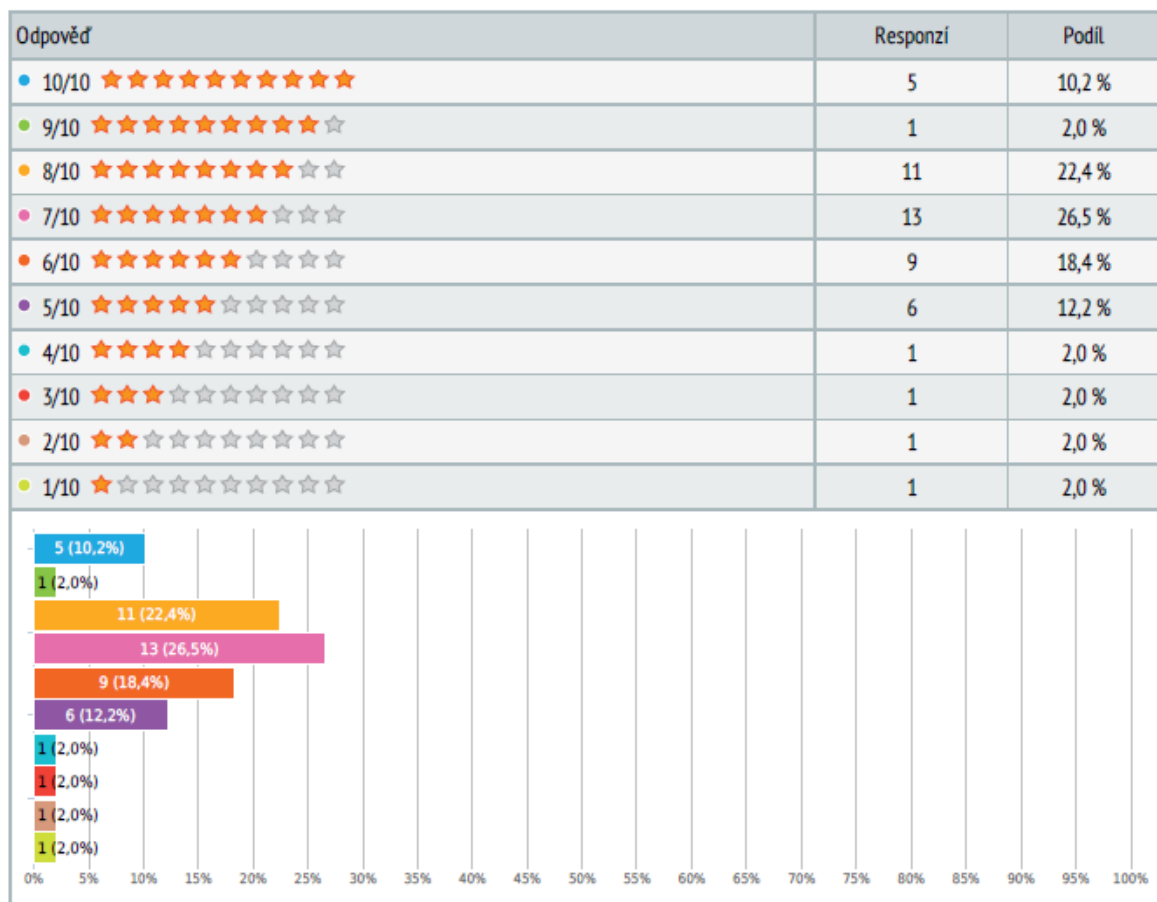 Odpověď Responzí Podíl
10/10 5 10,2 %
9/10 1 2,0 %
8/10 11 22,4 %
7/10 13 26,5 %
6/10 9 18,4 %
5/10 6 12,2 %
4/10 1 2,0 %
3/10 1 2,0 %
2/10 1 2,0 %
1/10 1 2,0 %
5 (10,2%)
1 (2,0%)
11 (22,4%)
13 (26,5%)
9 (18,4%)
6 (12,2%)
1 (2,0%)
1 (2,0%)
1 (2,0%)
1 (2,0%)
0% 5% 10% 15% 20% 25% 30% 35% 40% 45% 50% 55% 60% 65% 70% 75% 80% 85% 90% 95% 100%